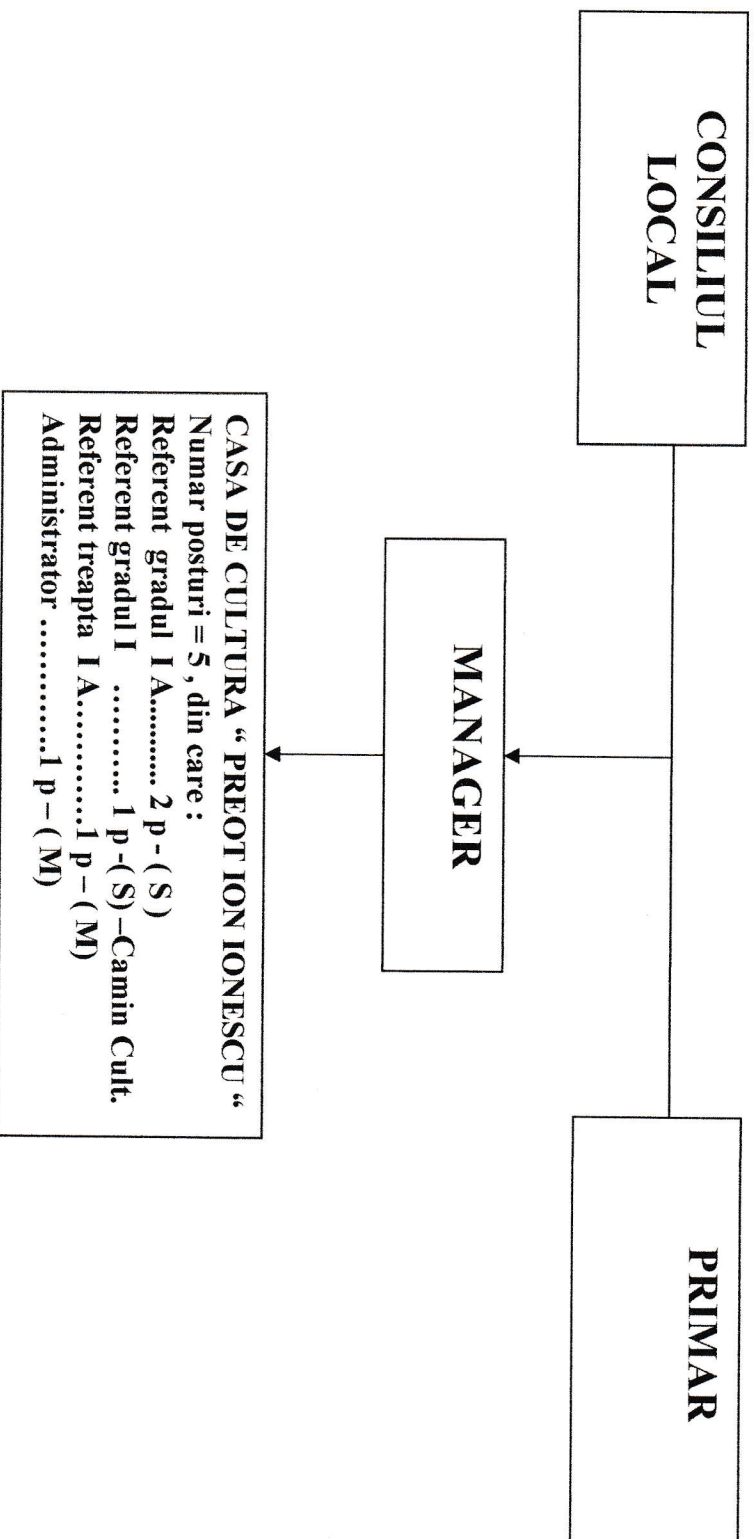 CONSILIUL
LOCAL
PRIMAR
MANAGER
CASA DE CULTURA “ PREOT ION IONESCU “
Numar posturi = 5 , din care :
Referent gradul I A........... 2 p - ( S )
Referent gradul I ........... 1 p -( S) –Camin Cult.
Referent treapta I A.............1 p – ( M)
Administrator .............1 p – ( M)